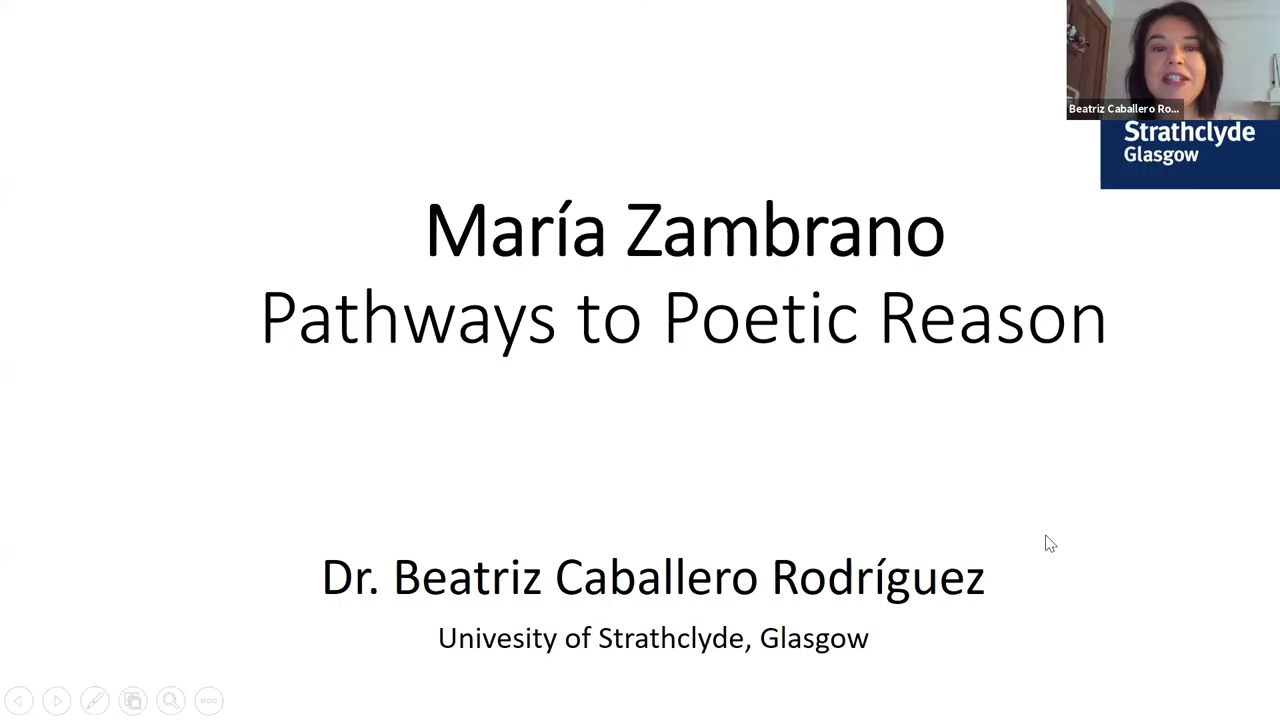 Beatriz Caballero Ro...
Strathclyde
Glasgow
María Zambrano
Pathways to Poetic Reason
Dr. Beatriz Caballero Rodríguez
Univesity of Strathclyde, Glasgow